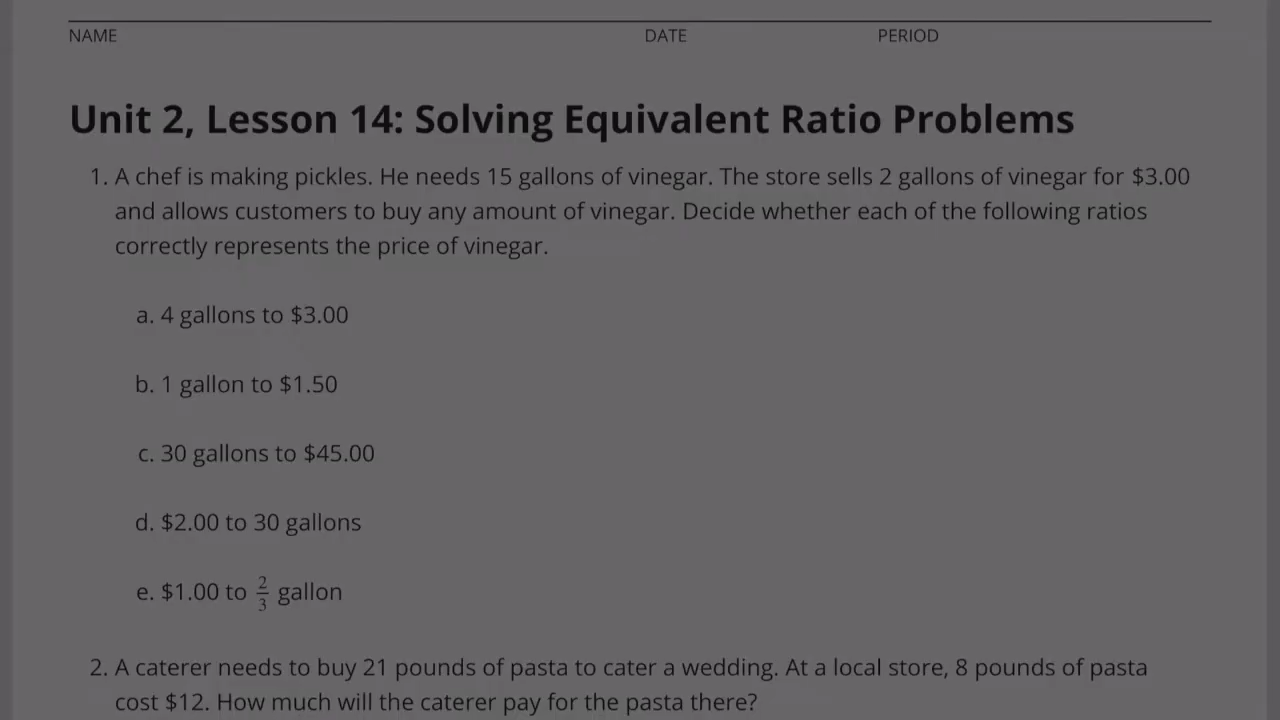 NAME DATE PERIOD
Unit 2, Lesson 14: Solving Equivalent Ratio Problems
1. A chef is making pickles. He needs 15 gallons of vinegar. The store sells 2 gallons of vinegar for $3.00
and allows customers to buy any amount of vinegar. Decide whether each of the following ratios
correctly represents the price of vinegar.
a. 4 gallons to $3.00
b. 1 gallon to $1.50
c. 30 gallons to $45.00
d. $2.00 to 30 gallons
e. $1.00 to 2/3 gallon
2. A caterer needs to buy 21 pounds of pasta to cater a wedding. At a local store, 8 pounds of pasta
cost $12. How much will the caterer pay for the pasta there?